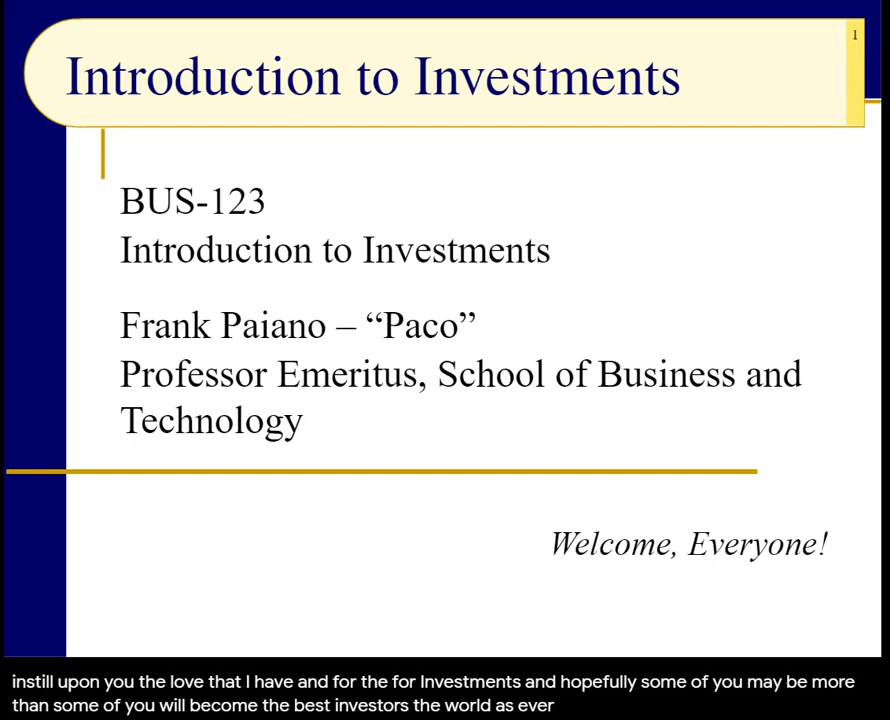 1
Introduction to Investments
BUS-123
Introduction to Investments
Frank Paiano – “Paco”
Professor Emeritus, School of Business and
Technology
Welcome, Everyone!
instill upon you the love that I have and for the for Investments and hopefully some of you may be more
than some of you will become the best investors the world as ever